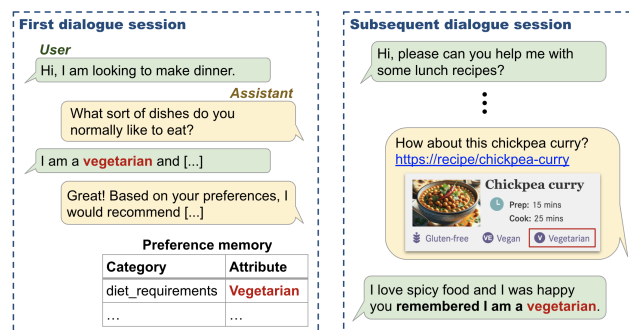 First dialogue session
User
Hi, I am looking to make dinner.
Assistant
What sort of dishes do you
normally like to eat?
I am a vegetarian and [...]
Great! Based on your preferences, I
would recommend [...]
Preference memory
Category Attribute
diet_requirements Vegetarian
... ...
Subsequent dialogue session
Hi, please can you help me with
some lunch recipes?
How about this chickpea curry?
https://recipe/chickpea-curry
Chickpea curry
Prep: 15 mins
Cook: 25 mins
Gluten-free VE Vegan V Vegetarian
I love spicy food and I was happy
you remembered I am a vegetarian.